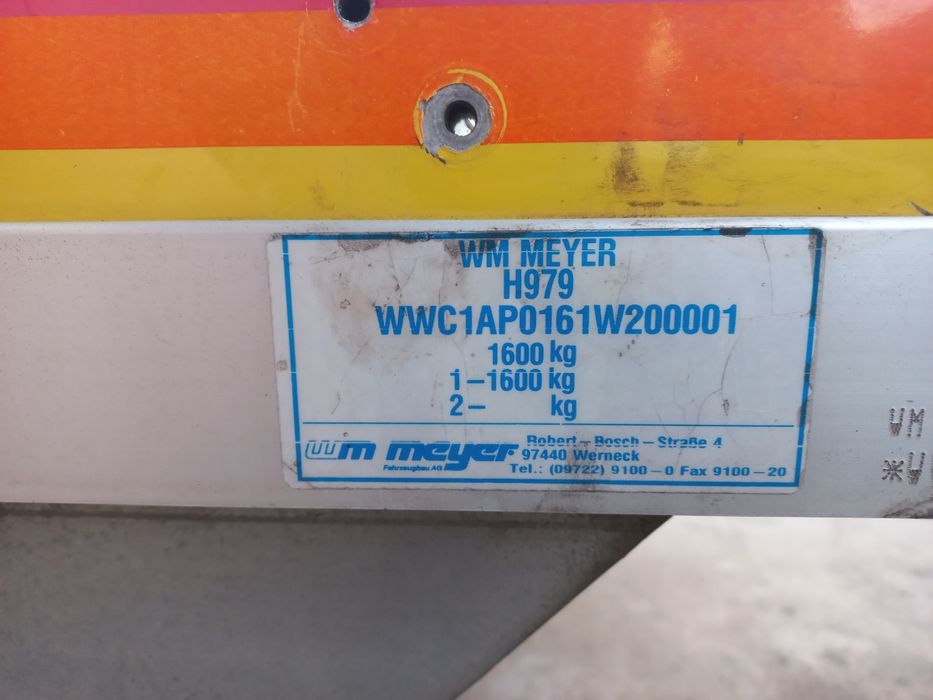 WM MEYER
H979
WWC1AP0161W200001
1600 kg
1-1600 kg
2- kg
wm meyer
Fahrzeugbau AG
Robert - Bosch - Straße 4
97440 Werneck
Tel.: (09722) 9100 - 0 Fax 9100 - 20
WM
*W